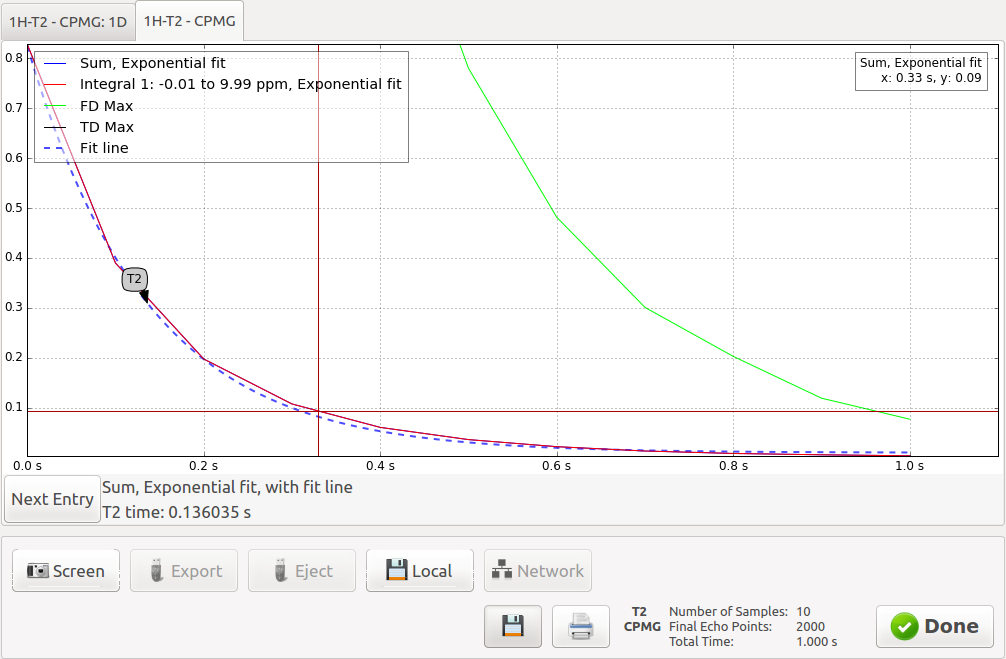 1H-T2 - CPMG: 1D
1H-T2 - CPMG
Sum, Exponential fit
Integral 1: -0.01 to 9.99 ppm, Exponential fit
FD Max
TD Max
Fit line
Sum, Exponential fit
x: 0.33 s, y: 0.09
0.8
0.7
0.6
0.5
0.4
0.3
0.2
0.1
T2
0.0 s
0.2 s
0.4 s
0.6 s
0.8 s
1.0 s
Next Entry
Sum, Exponential fit, with fit line
T2 time: 0.136035 s
Screen
Export
Eject
Local
Network
T2
CPMG
Number of Samples: 10
Final Echo Points: 2000
Total Time: 1.000 s
Done